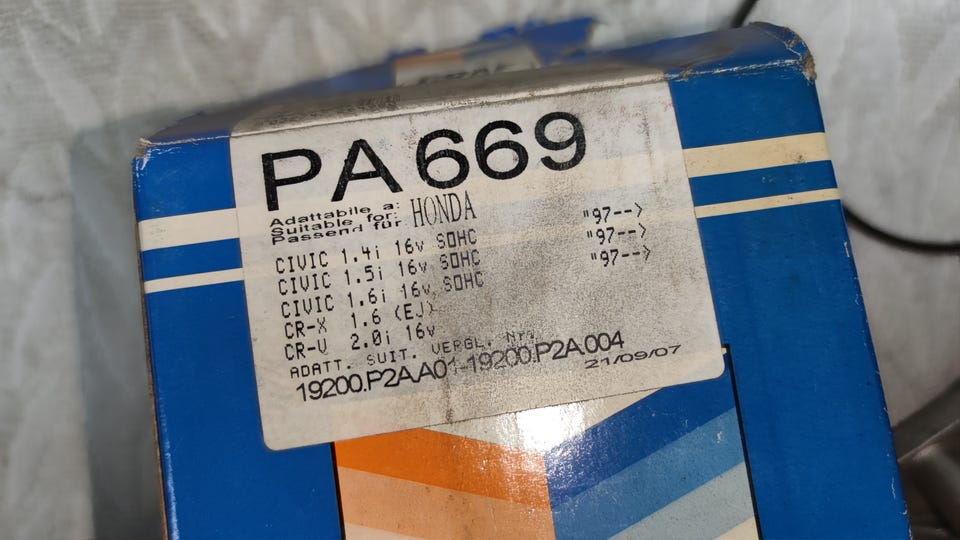 PA 669
Adattabile a:
Suitable for: HONDA
Passend für:
CIVIC 1.4i 16v SOHC "97-->
CIVIC 1.5i 16v SOHC "97-->
CIVIC 1.6i 16v SOHC "97-->
CR-X 1.6 (EJ)
CR-V 2.0i 16v
ADATT. SUIT. VERGL. Nr:
19200.P2A.A01-19200.P2A.004
21/09/07